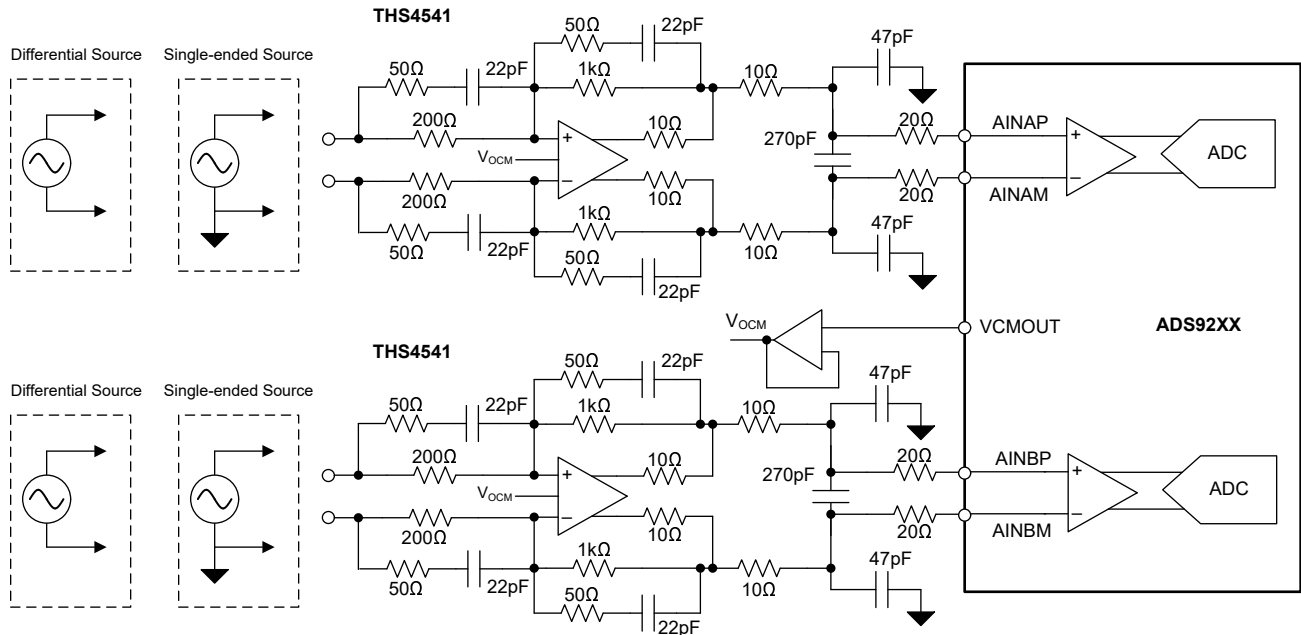 THS4541
Differential Source
Single-ended Source
50Ω
22pF
50Ω
22pF
1kΩ
200Ω
+
VOCM
−
10Ω
10Ω
200Ω
50Ω
22pF
1kΩ
50Ω
22pF
10Ω
10Ω
47pF
270pF
20Ω
20Ω
47pF
AINAP
AINAM
+
−
ADC
VOCM
VCMOUT
ADS92XX
THS4541
Differential Source
Single-ended Source
50Ω
22pF
50Ω
22pF
1kΩ
200Ω
+
VOCM
−
10Ω
10Ω
200Ω
50Ω
22pF
1kΩ
50Ω
22pF
10Ω
10Ω
47pF
270pF
20Ω
20Ω
47pF
AINBP
AINBM
+
−
ADC